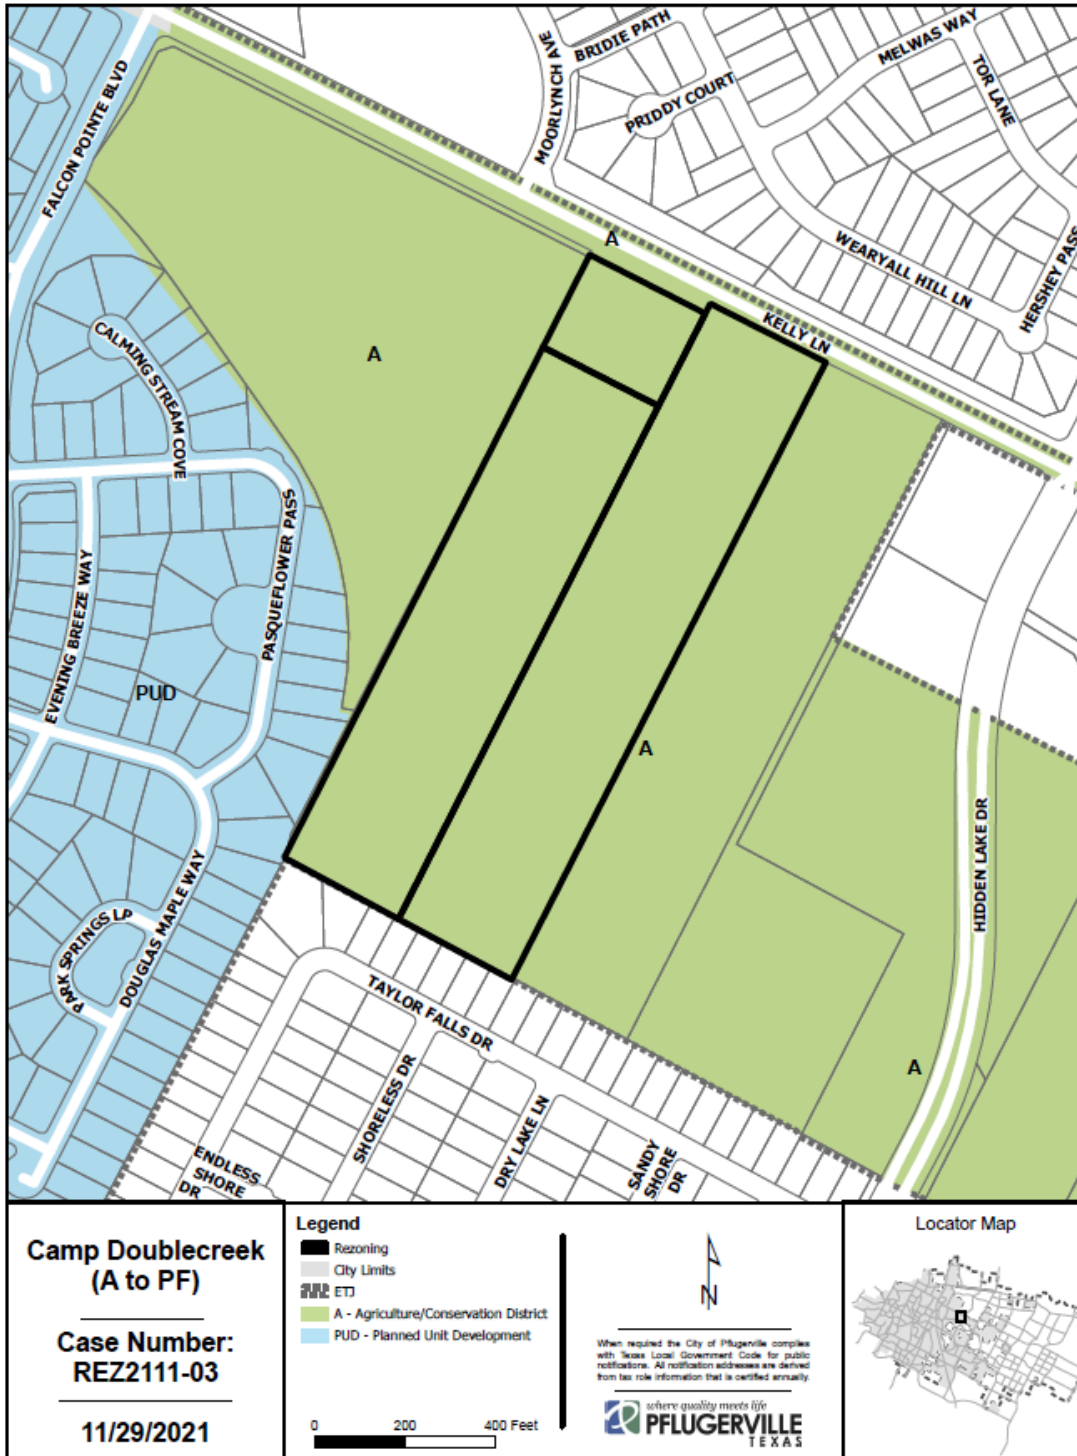 BRIDIE PATH
MOORLYNCH AVE
PRIDDY COURT
MELWAS WAY
TOR LANE
FALCON POINTE BLVD
WEARYALL HILL LN
HERSHEY PASS
A
KELLY LN
CALMING STREAM COVE
A
PASQUEFLOWER PASS
EVENING BREEZE WAY
PUD
A
HIDDEN LAKE DR
PARK SPRINGS LP
DOUGLAS MAPLE WAY
TAYLOR FALLS DR
A
SHORELESS DR
DRY LAKE LN
SANDY
SHORE
DR
ENDLESS
SHORE
DR
Camp Doublecreek
(A to PF)
Case Number:
REZ2111-03
11/29/2021
Legend
Rezoning
City Limits
ETJ
A - Agriculture/Conservation District
PUD - Planned Unit Development
0 200 400 Feet
N
When required the City of Pflugerville complies
with Texas Local Government Code for public
notifications. All notification addresses are derived
from tax role information that is certified annually.
where quality meets life
PFLUGERVILLE
TEXAS
Locator Map